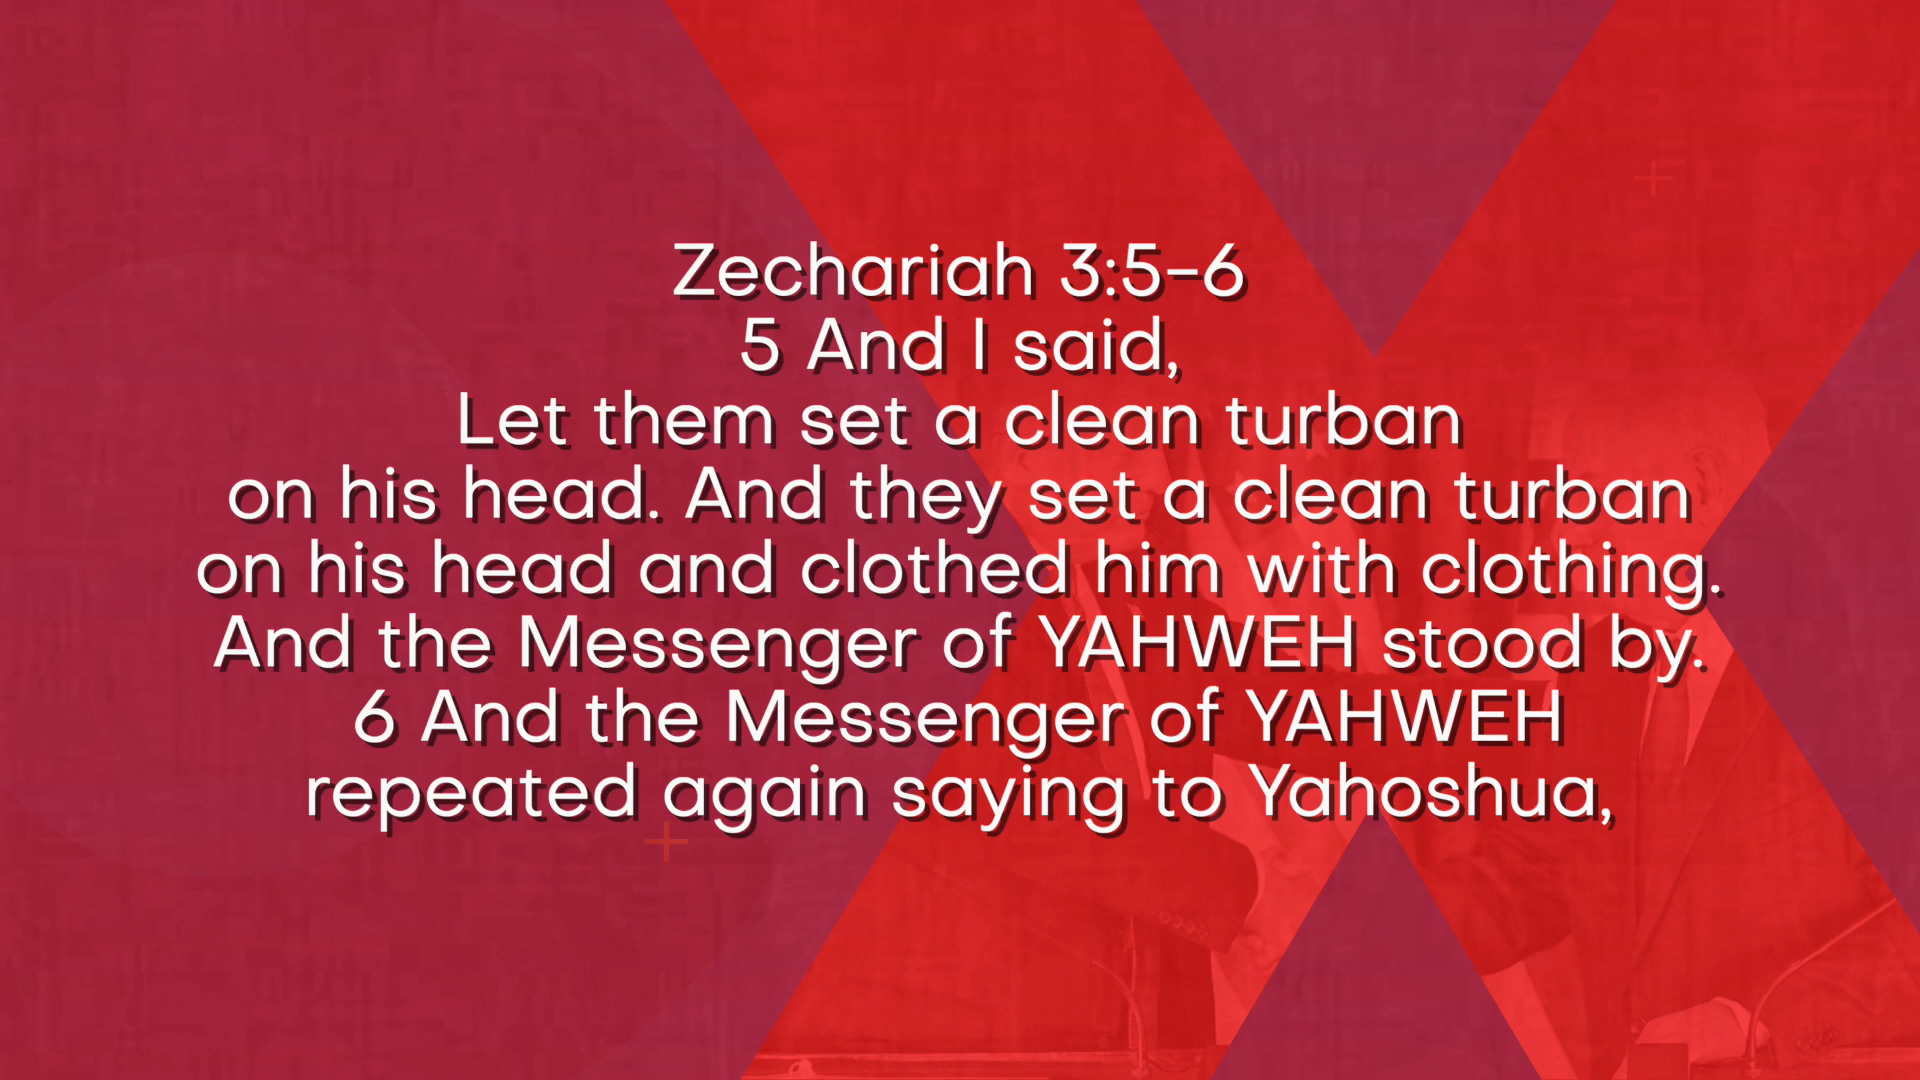 Zechariah 3:5–6
5 And I said,
Let them set a clean turban
on his head. And they set a clean turban
on his head and clothed him with clothing.
And the Messenger of YAHWEH stood by.
6 And the Messenger of YAHWEH
repeated again saying to Yahoshua,